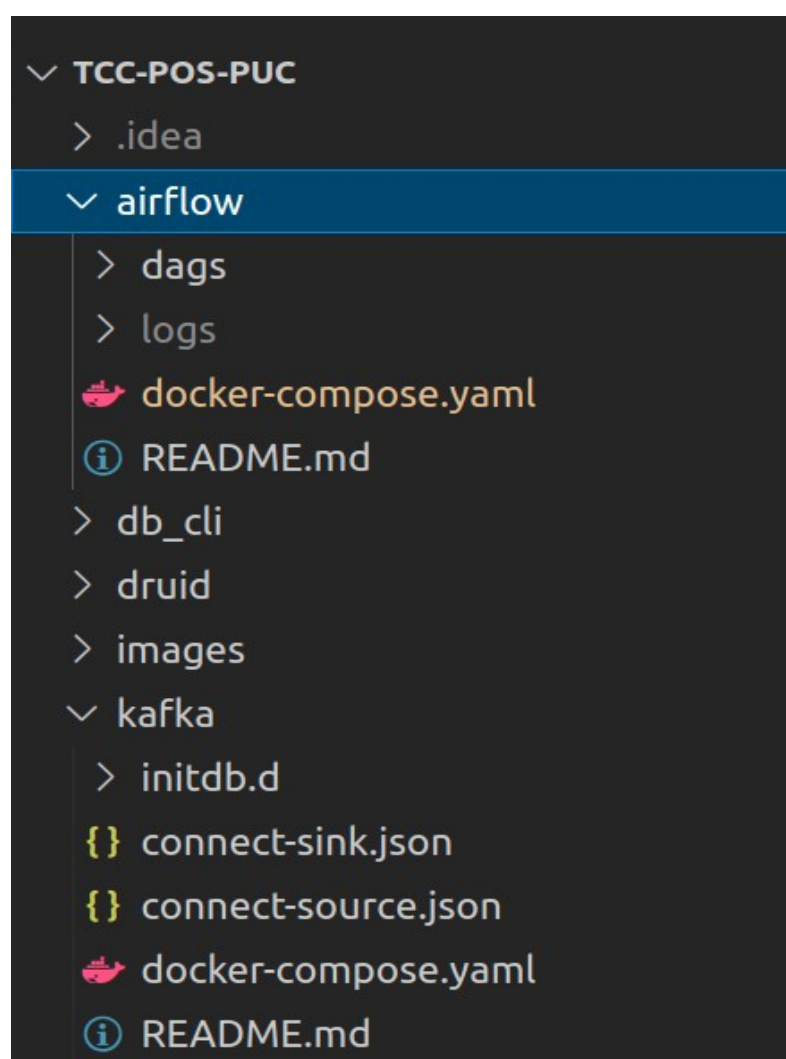 TCC-POS-PUC
.idea
airflow
dags
logs
docker-compose.yaml
README.md
db_cli
druid
images
kafka
initdb.d
connect-sink.json
connect-source.json
docker-compose.yaml
README.md